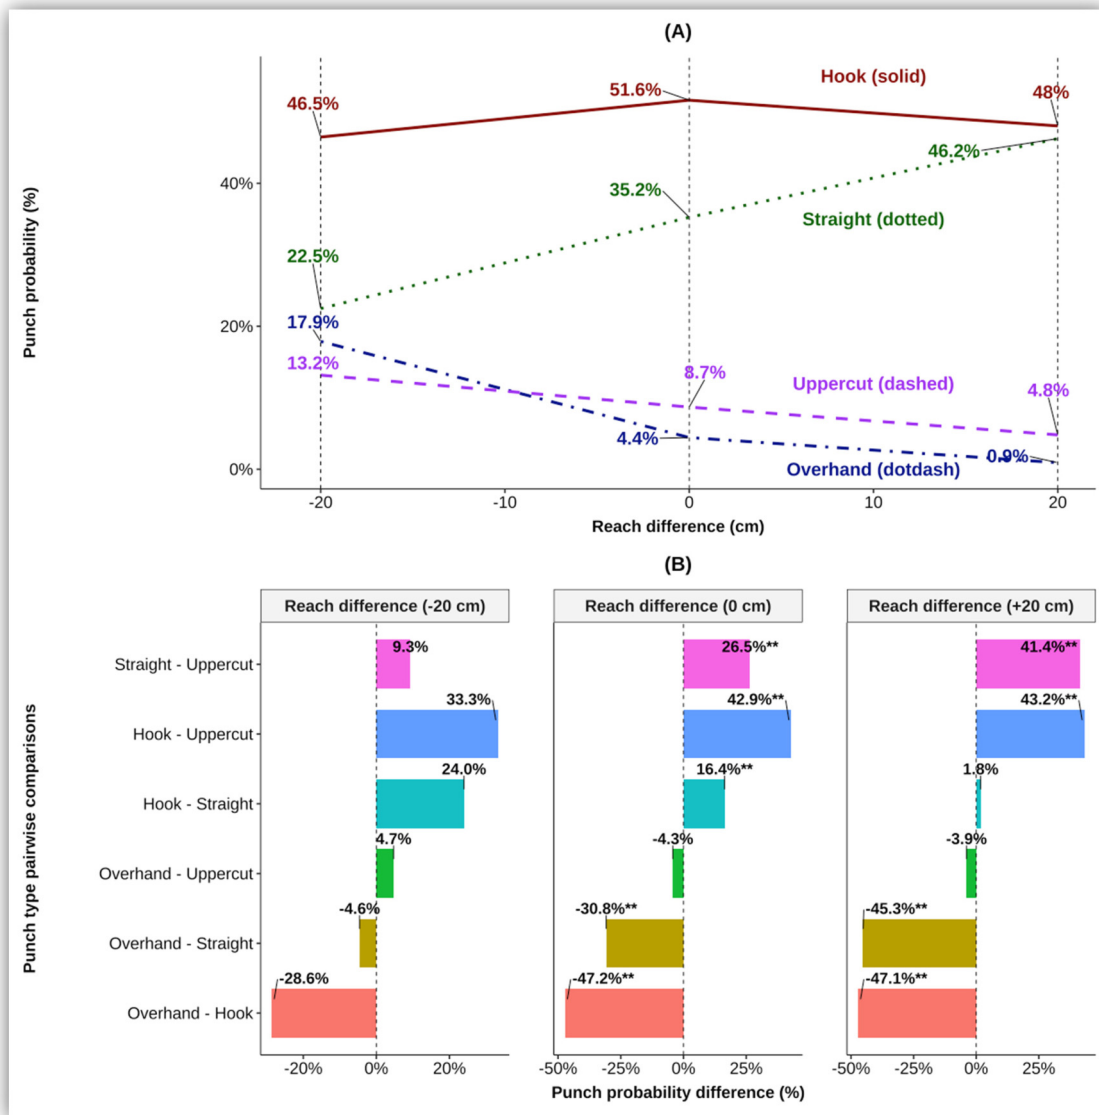 (A)
Hook (solid)
51.6%
48%
46.5%
46.2%
40%
35.2%
Straight (dotted)
22.5%
20%
17.9%
13.2%
8.7%
Uppercut (dashed)
4.8%
4.4%
0.9%
0%
Overhand (dotdash)
Punch probability (%)
-20 -10 0 10 20
Reach difference (cm)
(B)
Reach difference (-20 cm) Reach difference (0 cm) Reach difference (+20 cm)
Straight - Uppercut 9.3% 26.5%** 41.4%**
33.3% 42.9%** 43.2%**
Hook - Uppercut
24.0% 16.4%** 1.8%
Hook - Straight
4.7% -4.3% -3.9%
Overhand - Uppercut
-4.6% -30.8%** -45.3%**
Overhand - Straight
-28.6% -47.2%** -47.1%**
Overhand - Hook
Punch type pairwise comparisons
-20% 0% 20% -50% -25% 0% 25% -50% -25% 0% 25%
Punch probability difference (%)